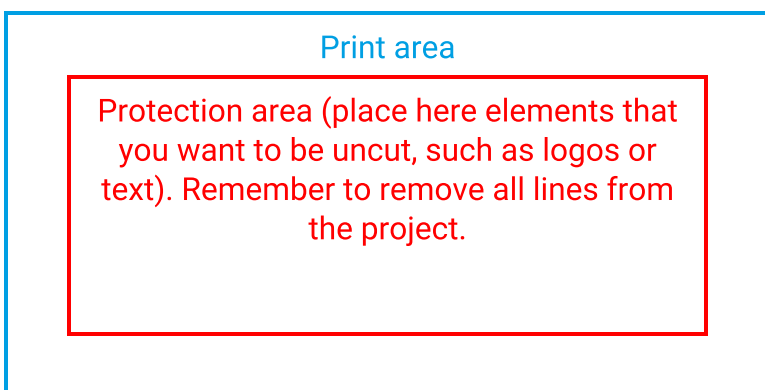 Print area
Protection area (place here elements that
you want to be uncut, such as logos or
text). Remember to remove all lines from
the project.